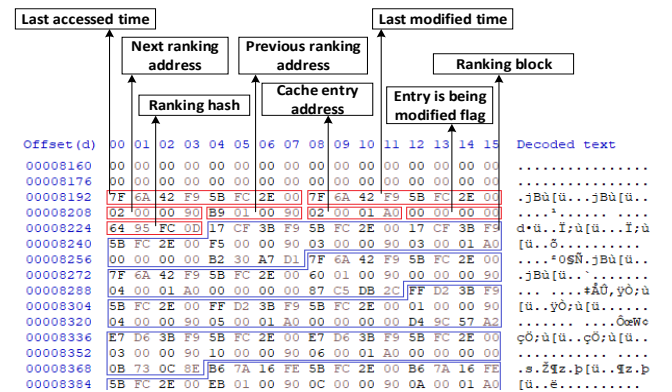 Last accessed time
Last modified time
Next ranking address
Previous ranking address
Ranking block
Ranking hash
Cache entry address
Entry is being modified flag
Offset(d) 00 01 02 03 04 05 06 07 08 09 10 11 12 13 14 15 Decoded text
00008160 00 00 00 00 00 00 00 00 00 00 00 00 00 00 00 00 ................
00008176 00 00 00 00 00 00 00 00 00 00 00 00 00 00 00 00 ................
00008192 7F 6A 42 F9 5B FC 2E 00 7F 6A 42 F9 5B FC 2E 00 .jBù[ü...jBù[ü..
00008208 02 00 00 90 B9 01 00 90 02 00 01 A0 00 00 00 00 ....¹..... ....
00008224 64 95 FC 0D 17 CF 3B F9 5B FC 2E 00 17 CF 3B F9 d•ü..Ï;ù[ü...Ï;ù
00008240 5B FC 2E 00 F5 00 00 90 03 00 00 90 03 00 01 A0 [ü..õ..........
00008256 00 00 00 00 B2 30 A7 D1 7F 6A 42 F9 5B FC 2E 00 ....²0§Ñ.jBù[ü..
00008272 7F 6A 42 F9 5B FC 2E 00 60 01 00 90 00 00 00 90 .jBù[ü..`.......
00008288 04 00 01 A0 00 00 00 00 87 C5 DB 2C FF D2 3B F9 ... ....‡ÅÛ,ÿÒ;ù
00008304 5B FC 2E 00 FF D2 3B F9 5B FC 2E 00 01 00 00 90 [ü..ÿÒ;ù[ü......
00008320 04 00 00 90 05 00 01 A0 00 00 00 00 D4 9C 57 A2 ....... ....ÔœW¢
00008336 E7 D6 3B F9 5B FC 2E 00 E7 D6 3B F9 5B FC 2E 00 çÖ;ù[ü..çÖ;ù[ü..
00008352 03 00 00 90 10 00 00 90 06 00 01 A0 00 00 00 00 ........... ....
00008368 0B 73 0C 8E B6 7A 16 FE 5B FC 2E 00 B6 7A 16 FE .s.Ž¶z.þ[ü..¶z.þ
00008384 5B FC 2E 00 EB 01 00 90 0C 00 00 90 0A 00 01 A0 [ü..ë..........